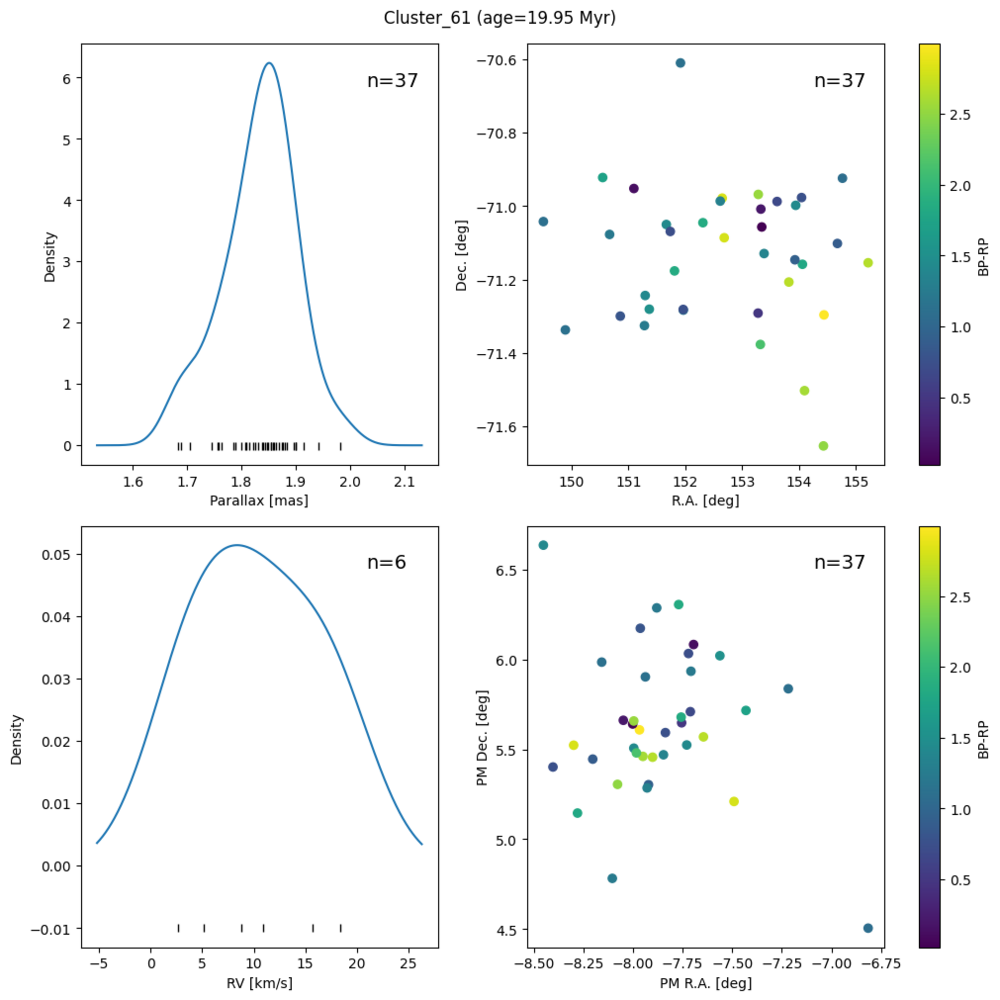 Cluster_61 (age=19.95 Myr)
n=37
6
5
4
3
2
1
0
Density
1.6 1.7 1.8 1.9 2.0 2.1
Parallax [mas]
n=37
−70.6
−70.8
−71.0
−71.2
−71.4
−71.6
Dec. [deg]
150 151 152 153 154 155
R.A. [deg]
2.5
2.0
1.5
1.0
0.5
BP-RP
n=6
0.05
0.04
0.03
0.02
0.01
0.00
−0.01
Density
−5 0 5 10 15 20 25
RV [km/s]
n=37
6.5
6.0
5.5
5.0
4.5
PM Dec. [deg]
−8.50 −8.25 −8.00 −7.75 −7.50 −7.25 −7.00 −6.75
PM R.A. [deg]
2.5
2.0
1.5
1.0
0.5
BP-RP